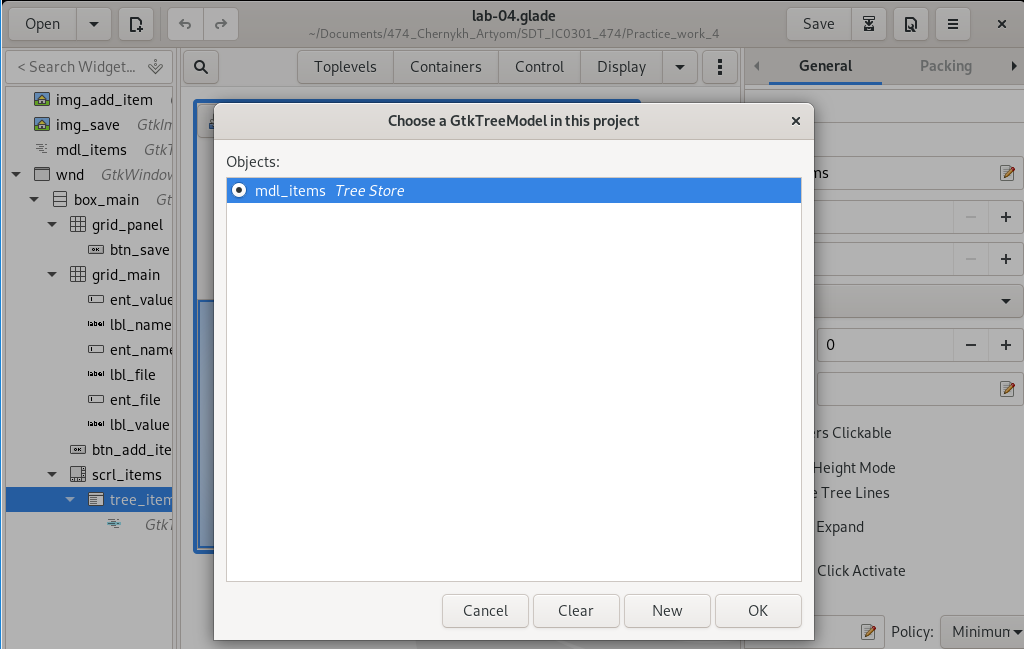 Open
lab-04.glade
~/Documents/474_Chernykh_Artyom/SDT_IC0301_474/Practice_work_4
Save
< Search Widget...
Toplevels
Containers
Control
Display
General
Packing
img_add_item
img_save GtkIm
mdl_items GtkT
wnd GtkWindow
box_main Gt
grid_panel
btn_save
grid_main
ent_value
lbl_name
ent_name
lbl_file
ent_file
lbl_value
btn_add_ite
scrl_items
tree_item
GtkT
Choose a GtkTreeModel in this project
Objects:
mdl_items Tree Store
Cancel
Clear
New
OK
ms
0
ers Clickable
Height Mode
e Tree Lines
Expand
Click Activate
Policy:
Minimum